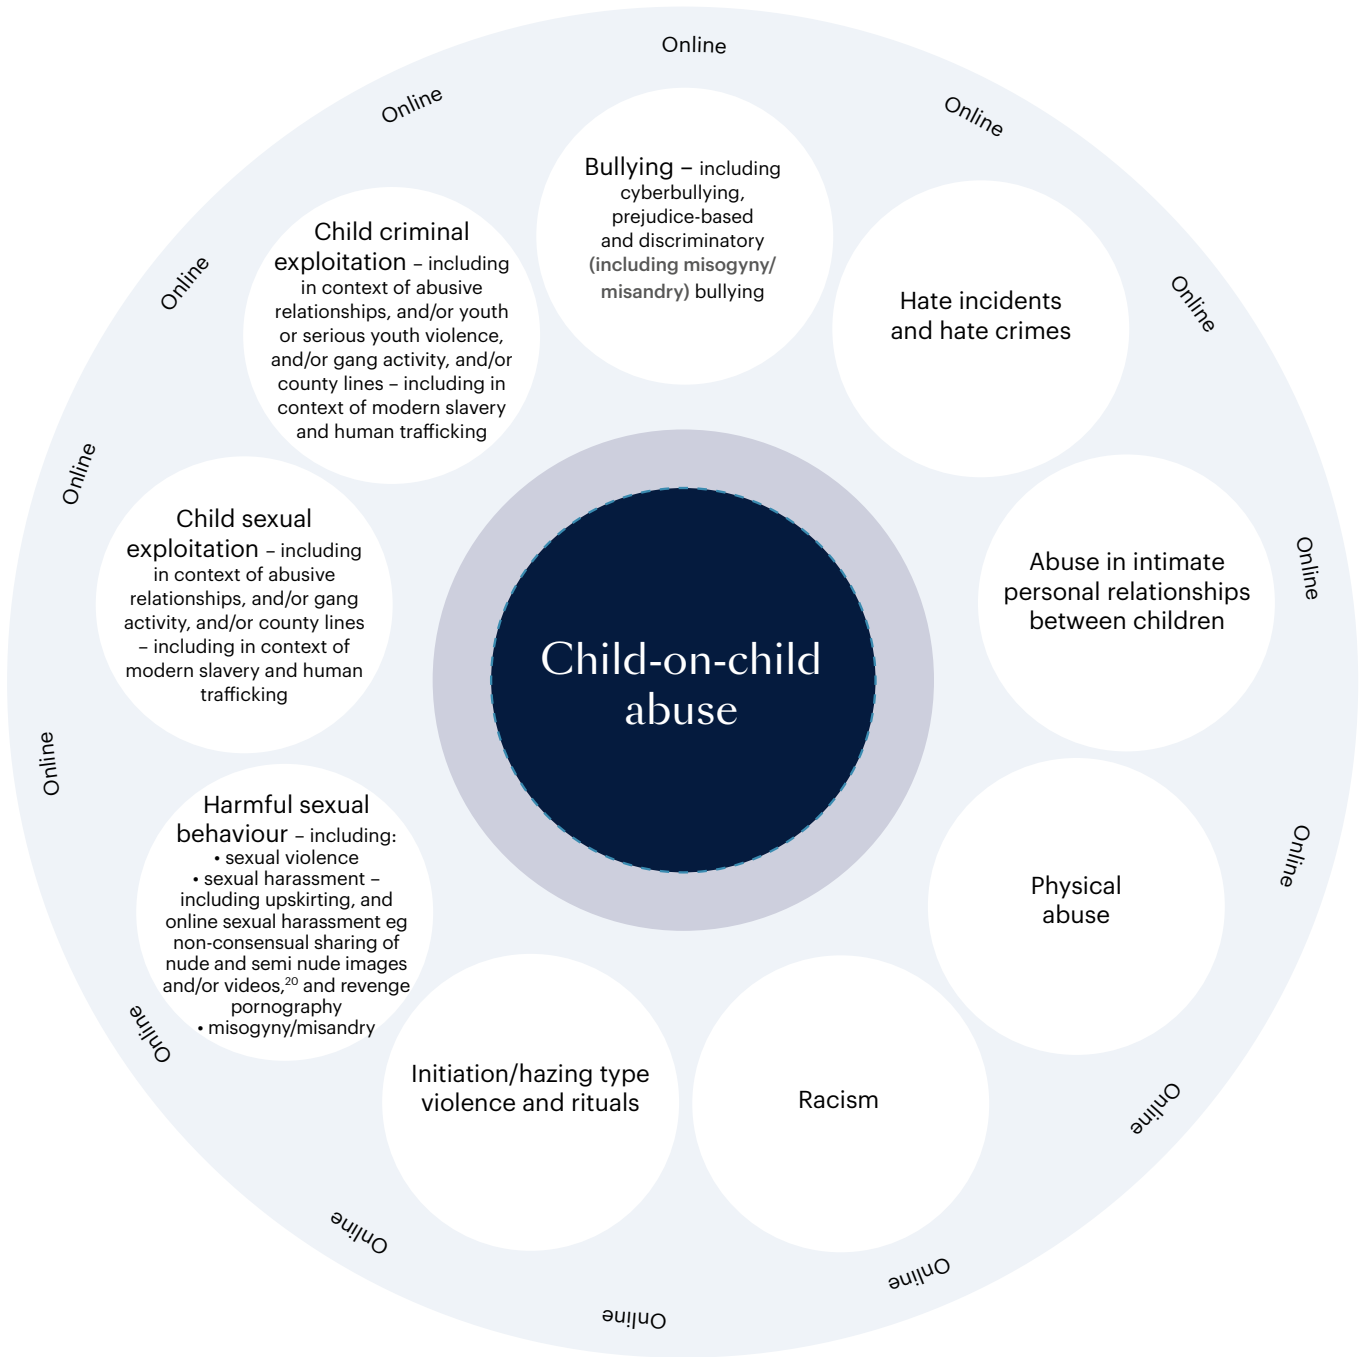 Online
Online
Online
Online
Online
Online
Online
Online
Online
Online
Online
Online
Online
Online
Bullying – including
cyberbullying,
prejudice-based
and discriminatory
(including misogyny/
misandry) bullying
Hate incidents
and hate crimes
Abuse in intimate
personal relationships
between children
Physical
abuse
Racism
Initiation/hazing type
violence and rituals
Harmful sexual
behaviour – including:
• sexual violence
• sexual harassment –
including upskirting, and
online sexual harassment eg
non-consensual sharing of
nude and semi nude images
and/or videos,20 and revenge
pornography
• misogyny/misandry
Child sexual
exploitation – including
in context of abusive
relationships, and/or gang
activity, and/or county lines
– including in context of
modern slavery and human
trafficking
Child criminal
exploitation – including
in context of abusive
relationships, and/or youth
or serious youth violence,
and/or gang activity, and/or
county lines – including in
context of modern slavery
and human trafficking
Child-on-child
abuse